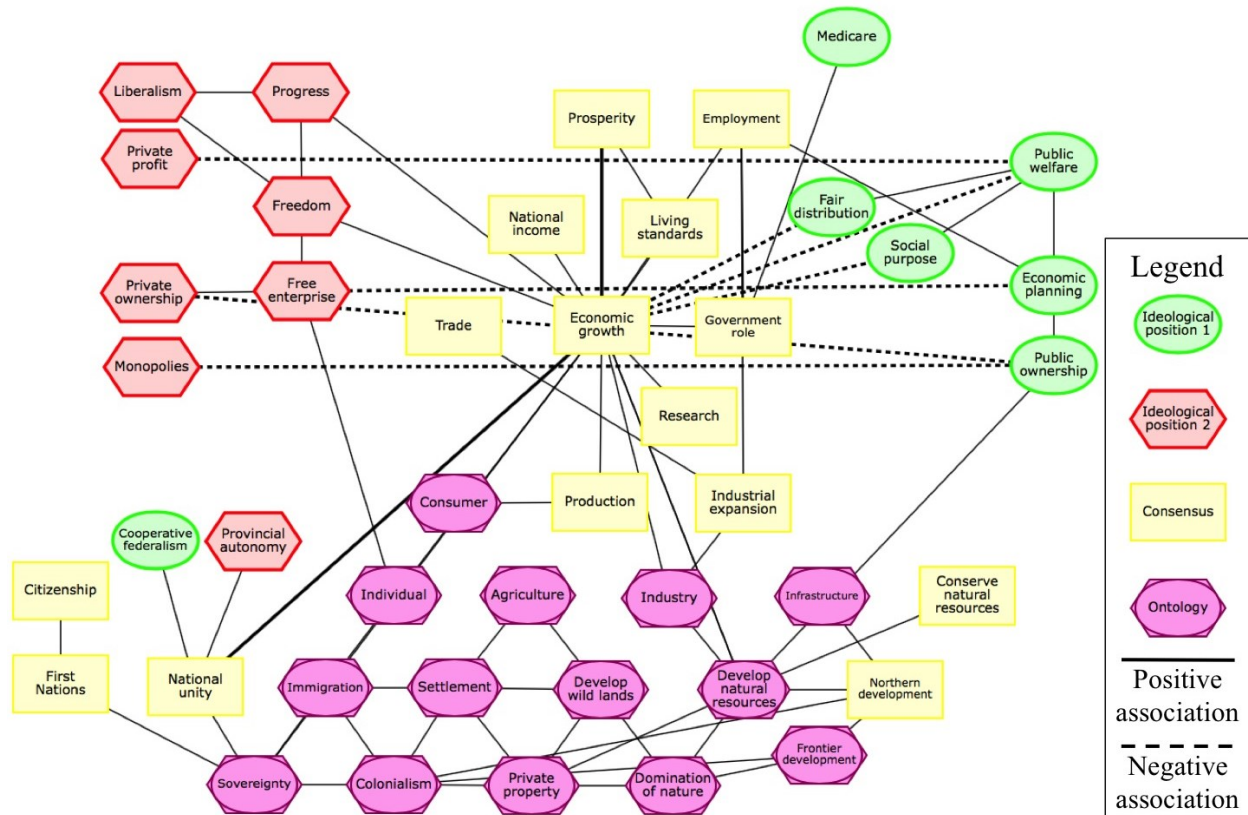 Medicare
Liberalism
Progress
Prosperity
Employment
Private
profit
Public
welfare
Freedom
National
income
Living
standards
Fair
distribution
Social
purpose
Private
ownership
Free
enterprise
Trade
Economic
growth
Government
role
Economic
planning
Monopolies
Public
ownership
Research
Consumer
Production
Industrial
expansion
Cooperative
federalism
Provincial
autonomy
Citizenship
Individual
Agriculture
Industry
Infrastructure
Conserve
natural
resources
First
Nations
National
unity
Immigration
Settlement
Develop
wild lands
Develop
natural
resources
Northern
development
Sovereignty
Colonialism
Private
property
Domination
of nature
Frontier
development
Legend
Ideological
position 1
Ideological
position 2
Consensus
Ontology
Positive
association
Negative
association